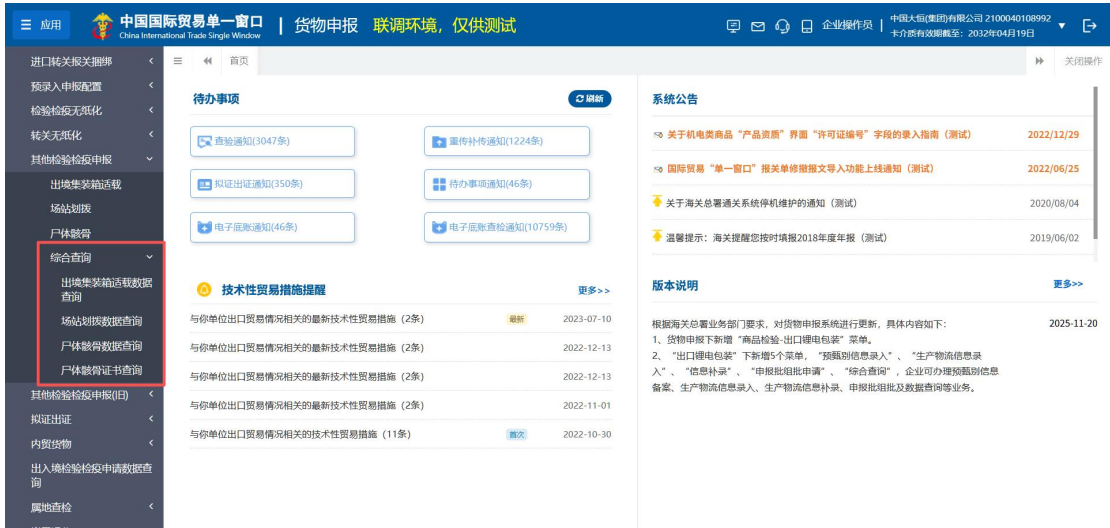 应用
中国国际贸易单一窗口
China International Trade Single Window
货物申报 联调环境，仅供测试
企业操作员
中国大恒(集团)有限公司 2100040108992
卡介质有效期截至：2032年04月19日
进口转关报关捆绑
预录入申报配置
检验检疫无纸化
转关无纸化
其他检验检疫申报
出境集装箱适载
场站划拨
尸体骸骨
综合查询
出境集装箱适载数据
查询
场站划拨数据查询
尸体骸骨数据查询
尸体骸骨证书查询
其他检验检疫申报(旧)
拟证出证
内贸货物
出入境检验检疫申请数据查
询
属地查检
首页
关闭操作
待办事项
刷新
查验通知(3047条)
重传补传通知(1224条)
拟证出证通知(350条)
待办事项通知(46条)
电子底账通知(46条)
电子底账查检通知(10759条)
技术性贸易措施提醒
更多>>
与你单位出口贸易情况相关的最新技术性贸易措施（2条） 最新 2023-07-10
与你单位出口贸易情况相关的最新技术性贸易措施（2条） 2022-12-13
与你单位出口贸易情况相关的最新技术性贸易措施（2条） 2022-12-13
与你单位出口贸易情况相关的最新技术性贸易措施（2条） 2022-11-01
与你单位出口贸易情况相关的技术性贸易措施（11条） 首次 2022-10-30
系统公告
关于机电类商品“产品资质”界面“许可证编号”字段的录入指南（测试） 2022/12/29
国际贸易“单一窗口”报关单修撤报文导入功能上线通知（测试） 2022/06/25
关于海关总署通关系统停机维护的通知（测试） 2020/08/04
温馨提示：海关提醒您按时填报2018年度年报（测试） 2019/06/02
版本说明
更多>>
根据海关总署业务部门要求，对货物申报系统进行更新，具体内容如下： 2025-11-20
1、货物申报下新增“商品检验-出口锂电包装”菜单。
2、“出口锂电包装”下新增5个菜单，“预甄别信息录入”、“生产物流信息录
入”、“信息补录”、“申报批组批申请”、“综合查询”，企业可办理预甄别信息
备案、生产物流信息录入、生产物流信息补录、申报批组批及数据查询等业务。